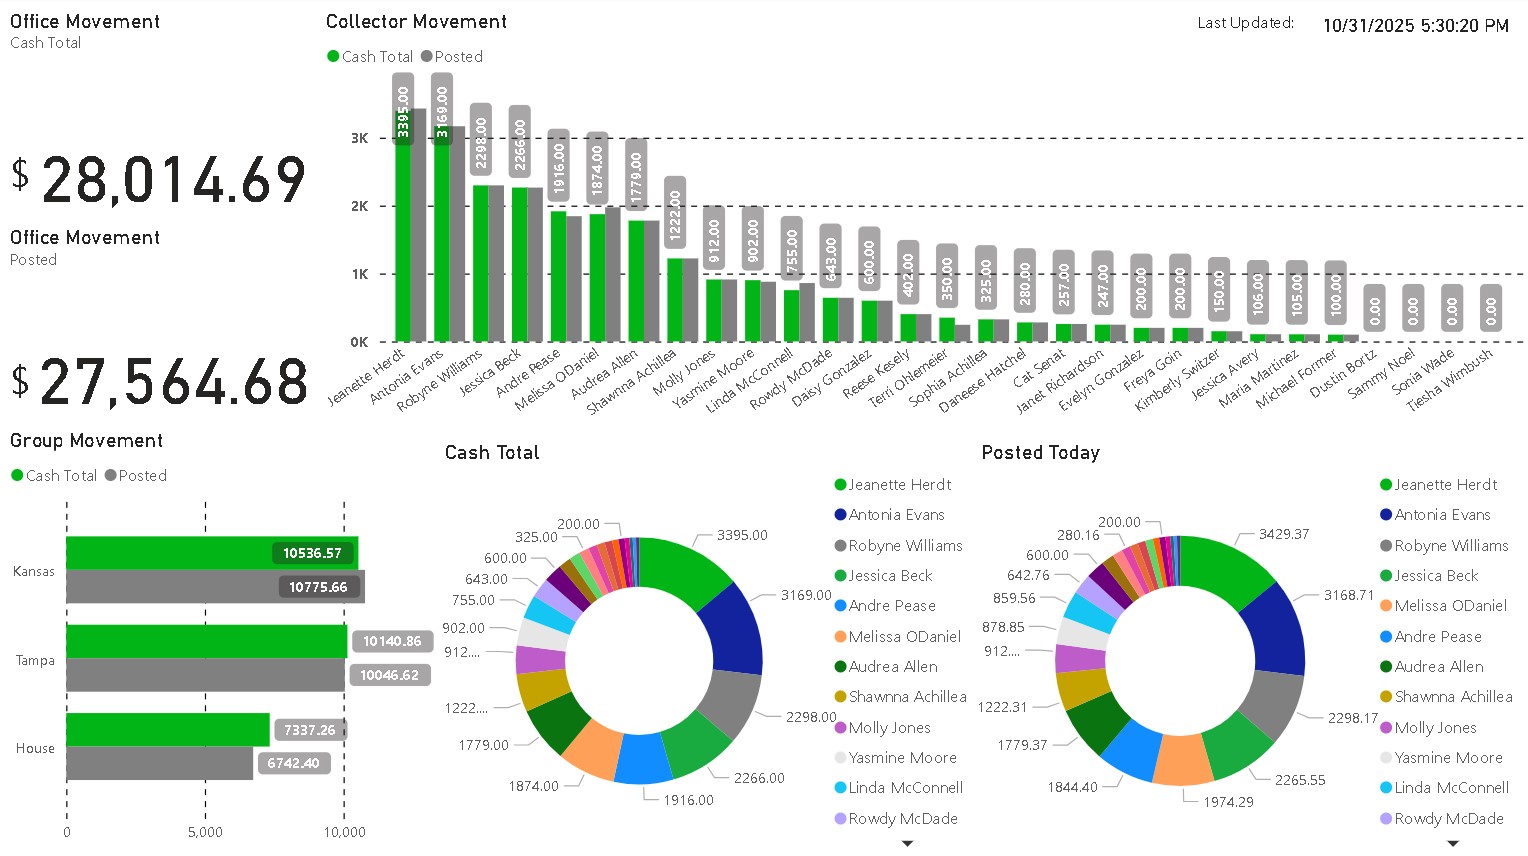 Office Movement
Cash Total
$ 28,014.69
Office Movement
Posted
$ 27,564.68
Collector Movement
Cash Total Posted
Last Updated: 10/31/2025 5:30:20 PM
3K
2K
1K
0K
3395.00
3169.00
2298.00
2266.00
1916.00
1874.00
1779.00
1222.00
912.00
902.00
755.00
643.00
600.00
402.00
350.00
325.00
280.00
257.00
247.00
200.00
200.00
150.00
106.00
105.00
100.00
0.00
0.00
0.00
0.00
Jeanette Herdt
Antonia Evans
Robyne Williams
Jessica Beck
Andre Pease
Melissa ODaniel
Audrea Allen
Shawnna Achillea
Molly Jones
Yasmine Moore
Linda McConnell
Rowdy McDade
Daisy Gonzalez
Reese Kesely
Terri Ohlemeier
Sophia Achillea
Daneese Hatchel
Cat Senat
Janet Richardson
Evelyn Gonzalez
Freya Goin
Kimberly Switzer
Jessica Avery
Maria Martinez
Michael Former
Dustin Bortz
Sammy Noel
Sonia Wade
Tiesha Wimbush
Group Movement
Cash Total Posted
Kansas
10536.57
10775.66
Tampa
10140.86
10046.62
House
7337.26
6742.40
0 5,000 10,000
Cash Total
200.00
325.00
600.00
643.00
755.00
902.00
912....
1222....
1779.00
1874.00
1916.00
2266.00
2298.00
3169.00
3395.00
Jeanette Herdt
Antonia Evans
Robyne Williams
Jessica Beck
Andre Pease
Melissa ODaniel
Audrea Allen
Shawnna Achillea
Molly Jones
Yasmine Moore
Linda McConnell
Rowdy McDade
Posted Today
200.00
280.16
600.00
642.76
859.56
878.85
912....
1222.31
1779.37
1844.40
1974.29
2265.55
2298.17
3168.71
3429.37
Jeanette Herdt
Antonia Evans
Robyne Williams
Jessica Beck
Melissa ODaniel
Andre Pease
Audrea Allen
Shawnna Achillea
Molly Jones
Yasmine Moore
Linda McConnell
Rowdy McDade